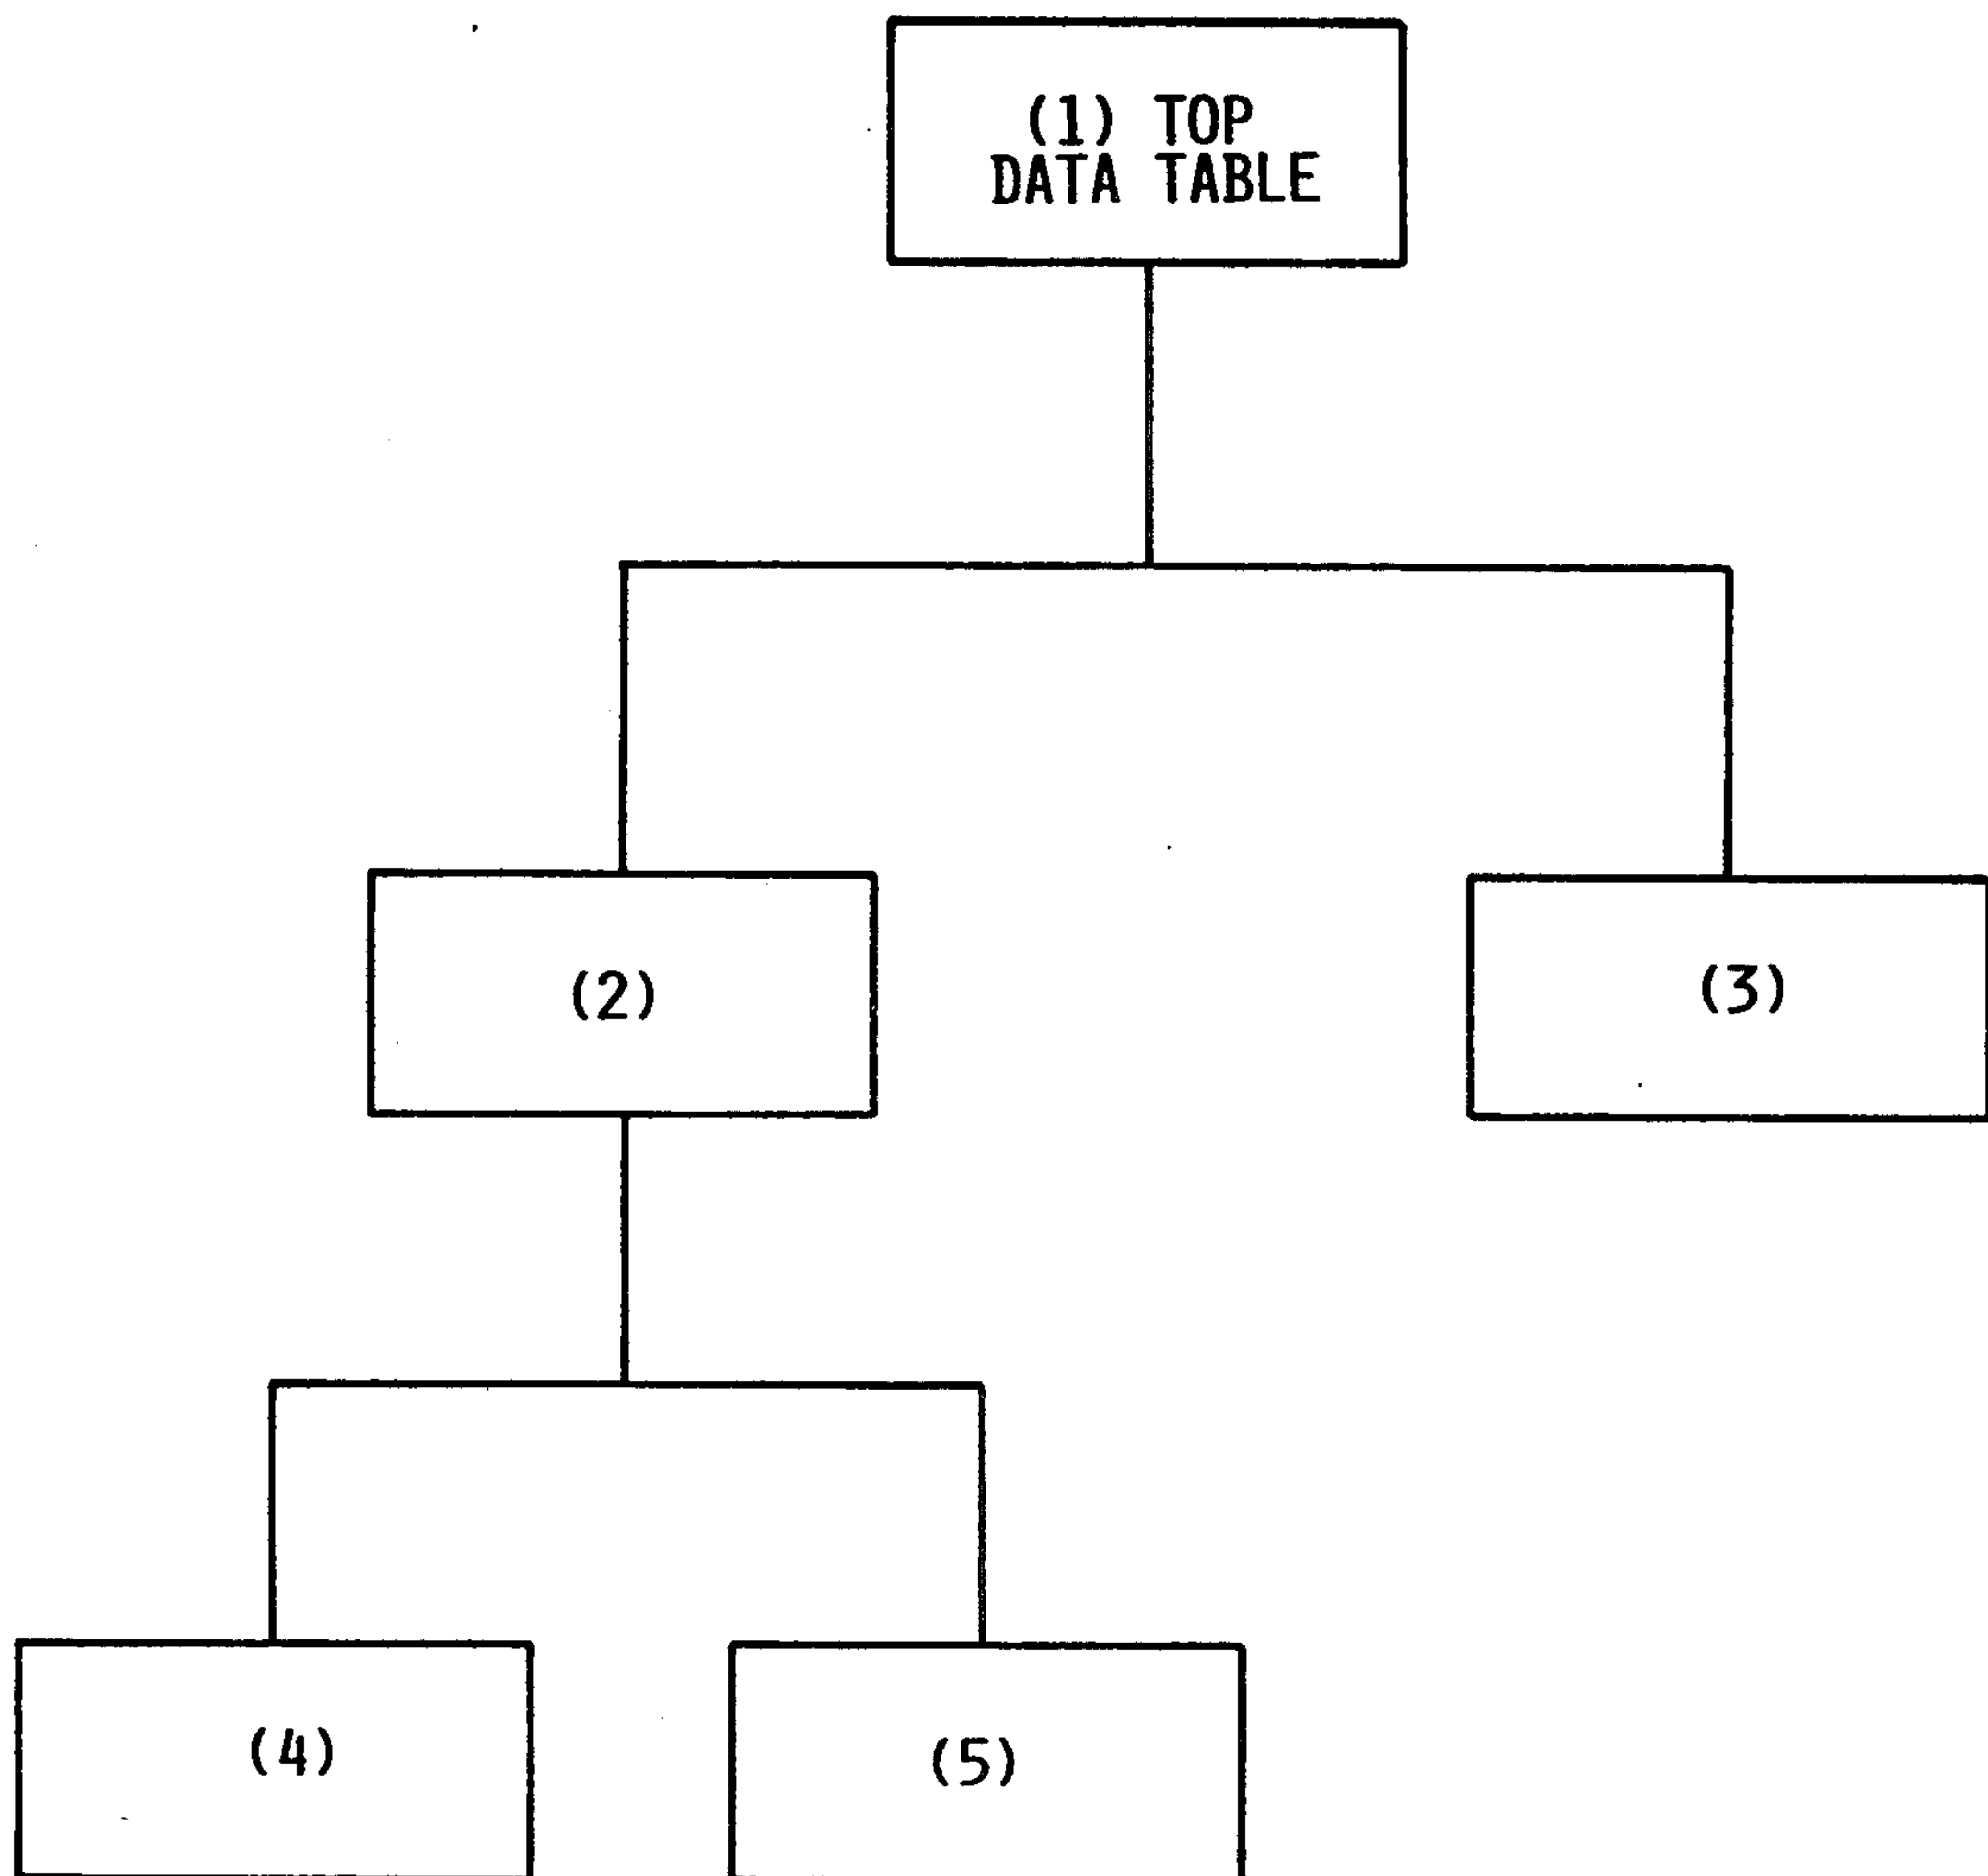 (1) TOP
DATA TABLE
(2)
(3)
(4)
(5)